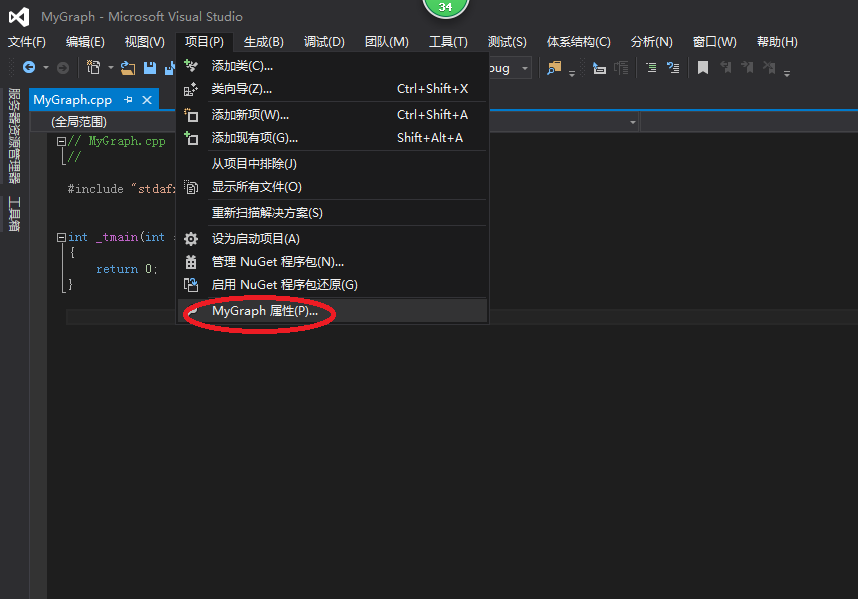 34
MyGraph - Microsoft Visual Studio
文件(F) 编辑(E) 视图(V) 项目(P) 生成(B) 调试(D) 团队(M) 工具(T) 测试(S) 体系结构(C) 分析(N) 窗口(W) 帮助(H)
服务器资源管理器
工具箱
MyGraph.cpp
(全局范围)
// MyGraph.cpp
//
#include "stdaf
int _tmain(int
{
return 0;
}
添加类(C)...
类向导(Z)... Ctrl+Shift+X
添加新项(W)... Ctrl+Shift+A
添加现有项(G)... Shift+Alt+A
从项目中排除(J)
显示所有文件(O)
重新扫描解决方案(S)
设为启动项目(A)
管理 NuGet 程序包(N)...
启用 NuGet 程序包还原(G)
MyGraph 属性(P)...